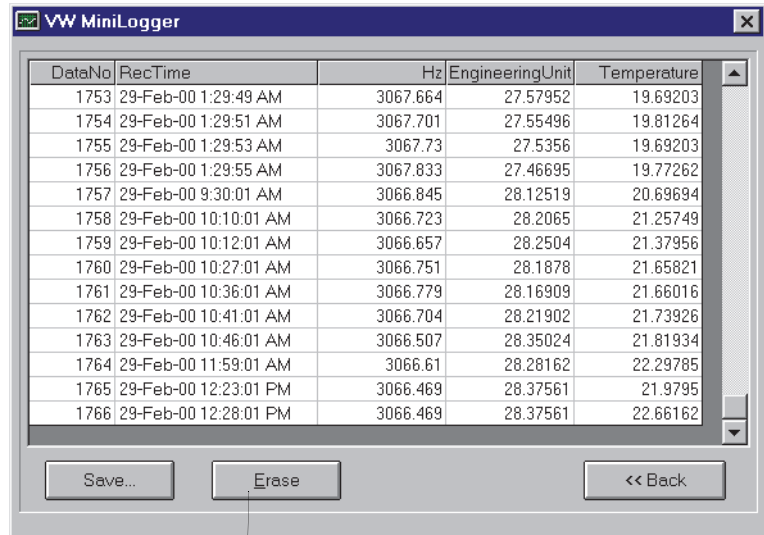 VW MiniLogger
DataNo RecTime Hz EngineeringUnit Temperature
1753 29-Feb-00 1:29:49 AM 3067.664 27.57952 19.69203
1754 29-Feb-00 1:29:51 AM 3067.701 27.55496 19.81264
1755 29-Feb-00 1:29:53 AM 3067.73 27.5356 19.69203
1756 29-Feb-00 1:29:55 AM 3067.833 27.46695 19.77262
1757 29-Feb-00 9:30:01 AM 3066.845 28.12519 20.69694
1758 29-Feb-00 10:10:01 AM 3066.723 28.2065 21.25749
1759 29-Feb-00 10:12:01 AM 3066.657 28.2504 21.37956
1760 29-Feb-00 10:27:01 AM 3066.751 28.1878 21.65821
1761 29-Feb-00 10:36:01 AM 3066.779 28.16909 21.66016
1762 29-Feb-00 10:41:01 AM 3066.704 28.21902 21.73926
1763 29-Feb-00 10:46:01 AM 3066.507 28.35024 21.81934
1764 29-Feb-00 11:59:01 AM 3066.61 28.28162 22.29785
1765 29-Feb-00 12:23:01 PM 3066.469 28.37561 21.9795
1766 29-Feb-00 12:28:01 PM 3066.469 28.37561 22.66162
Save... Erase << Back